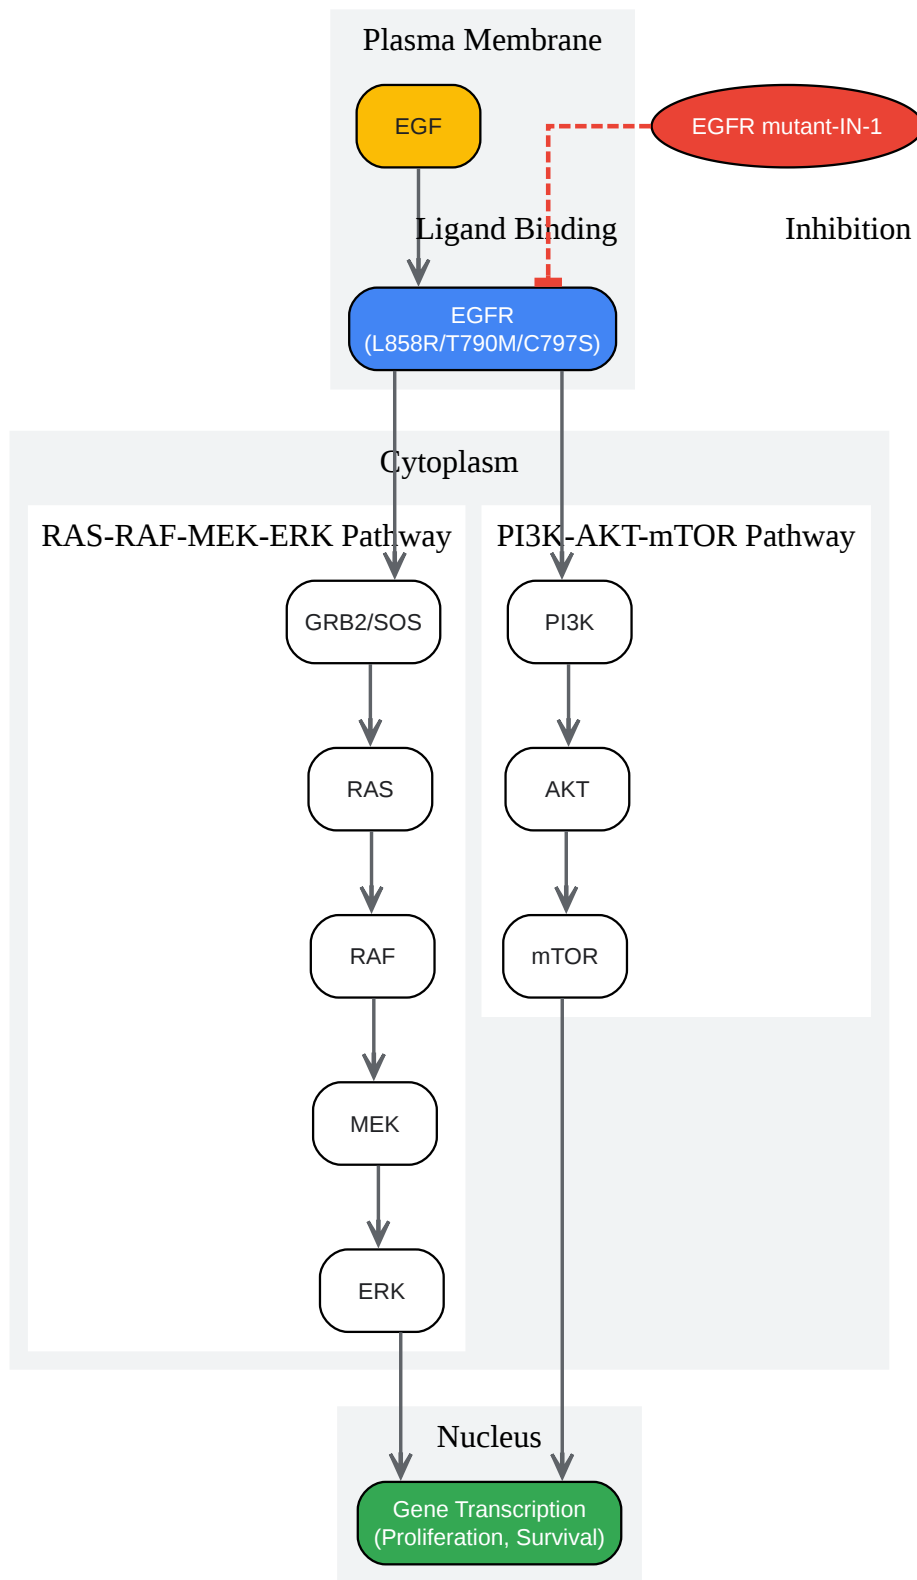 Plasma Membrane
EGF
EGFR mutant-IN-1
Ligand Binding
Inhibition
EGFR
(L858R/T790M/C797S)
Cytoplasm
RAS-RAF-MEK-ERK Pathway
PI3K-AKT-mTOR Pathway
GRB2/SOS
PI3K
RAS
AKT
RAF
mTOR
MEK
ERK
Nucleus
Gene Transcription
(Proliferation, Survival)